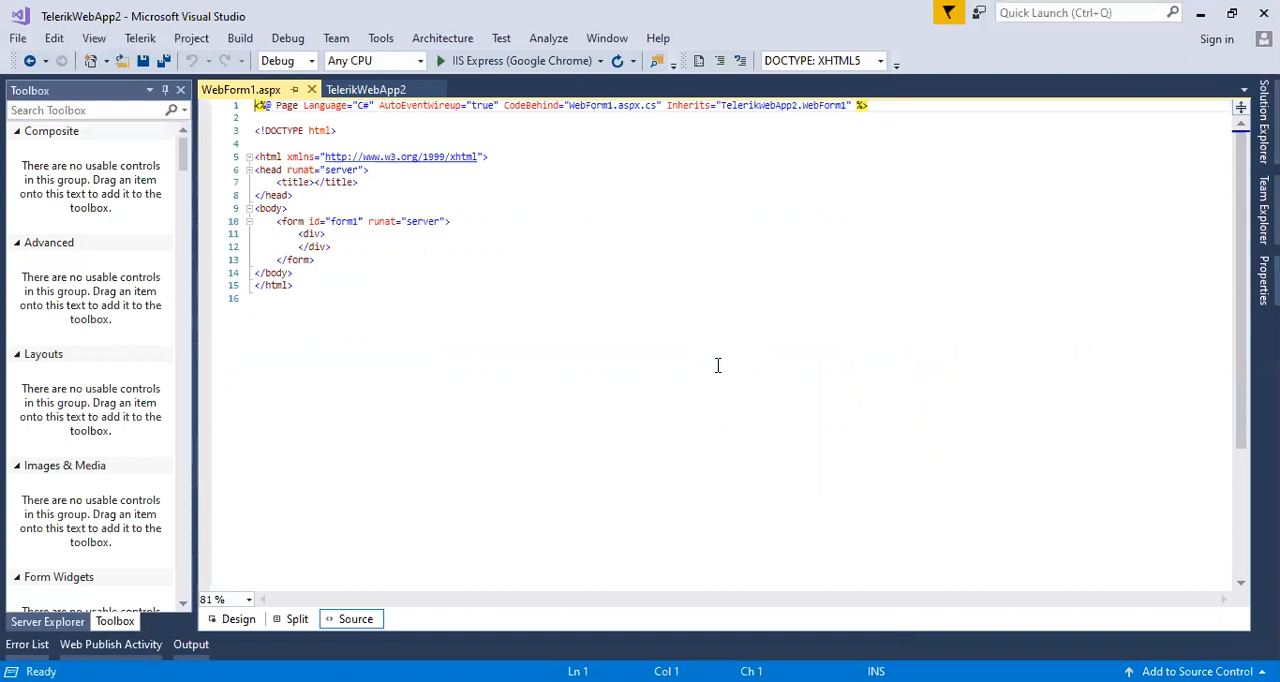 TelerikWebApp2 - Microsoft Visual Studio
Quick Launch (Ctrl+Q)
File Edit View Telerik Project Build Debug Team Tools Architecture Test Analyze Window Help
Sign in
Debug Any CPU IIS Express (Google Chrome) DOCTYPE: XHTML5
Toolbox
Search Toolbox
Composite
There are no usable controls
in this group. Drag an item
onto this text to add it to the
toolbox.
Advanced
There are no usable controls
in this group. Drag an item
onto this text to add it to the
toolbox.
Layouts
There are no usable controls
in this group. Drag an item
onto this text to add it to the
toolbox.
Images & Media
There are no usable controls
in this group. Drag an item
onto this text to add it to the
toolbox.
Form Widgets
There are no usable controls
Server Explorer Toolbox
WebForm1.aspx TelerikWebApp2
1 <%@ Page Language="C#" AutoEventWireup="true" CodeBehind="WebForm1.aspx.cs" Inherits="TelerikWebApp2.WebForm1" %>
2
3 <!DOCTYPE html>
4
5 <html xmlns="http://www.w3.org/1999/xhtml">
6 <head runat="server">
7 <title></title>
8 </head>
9 <body>
10 <form id="form1" runat="server">
11 <div>
12 </div>
13 </form>
14 </body>
15 </html>
16
81 %
Design Split Source
Solution Explorer
Team Explorer
Properties
Error List Web Publish Activity Output
Ready Ln 1 Col 1 Ch 1 INS Add to Source Control